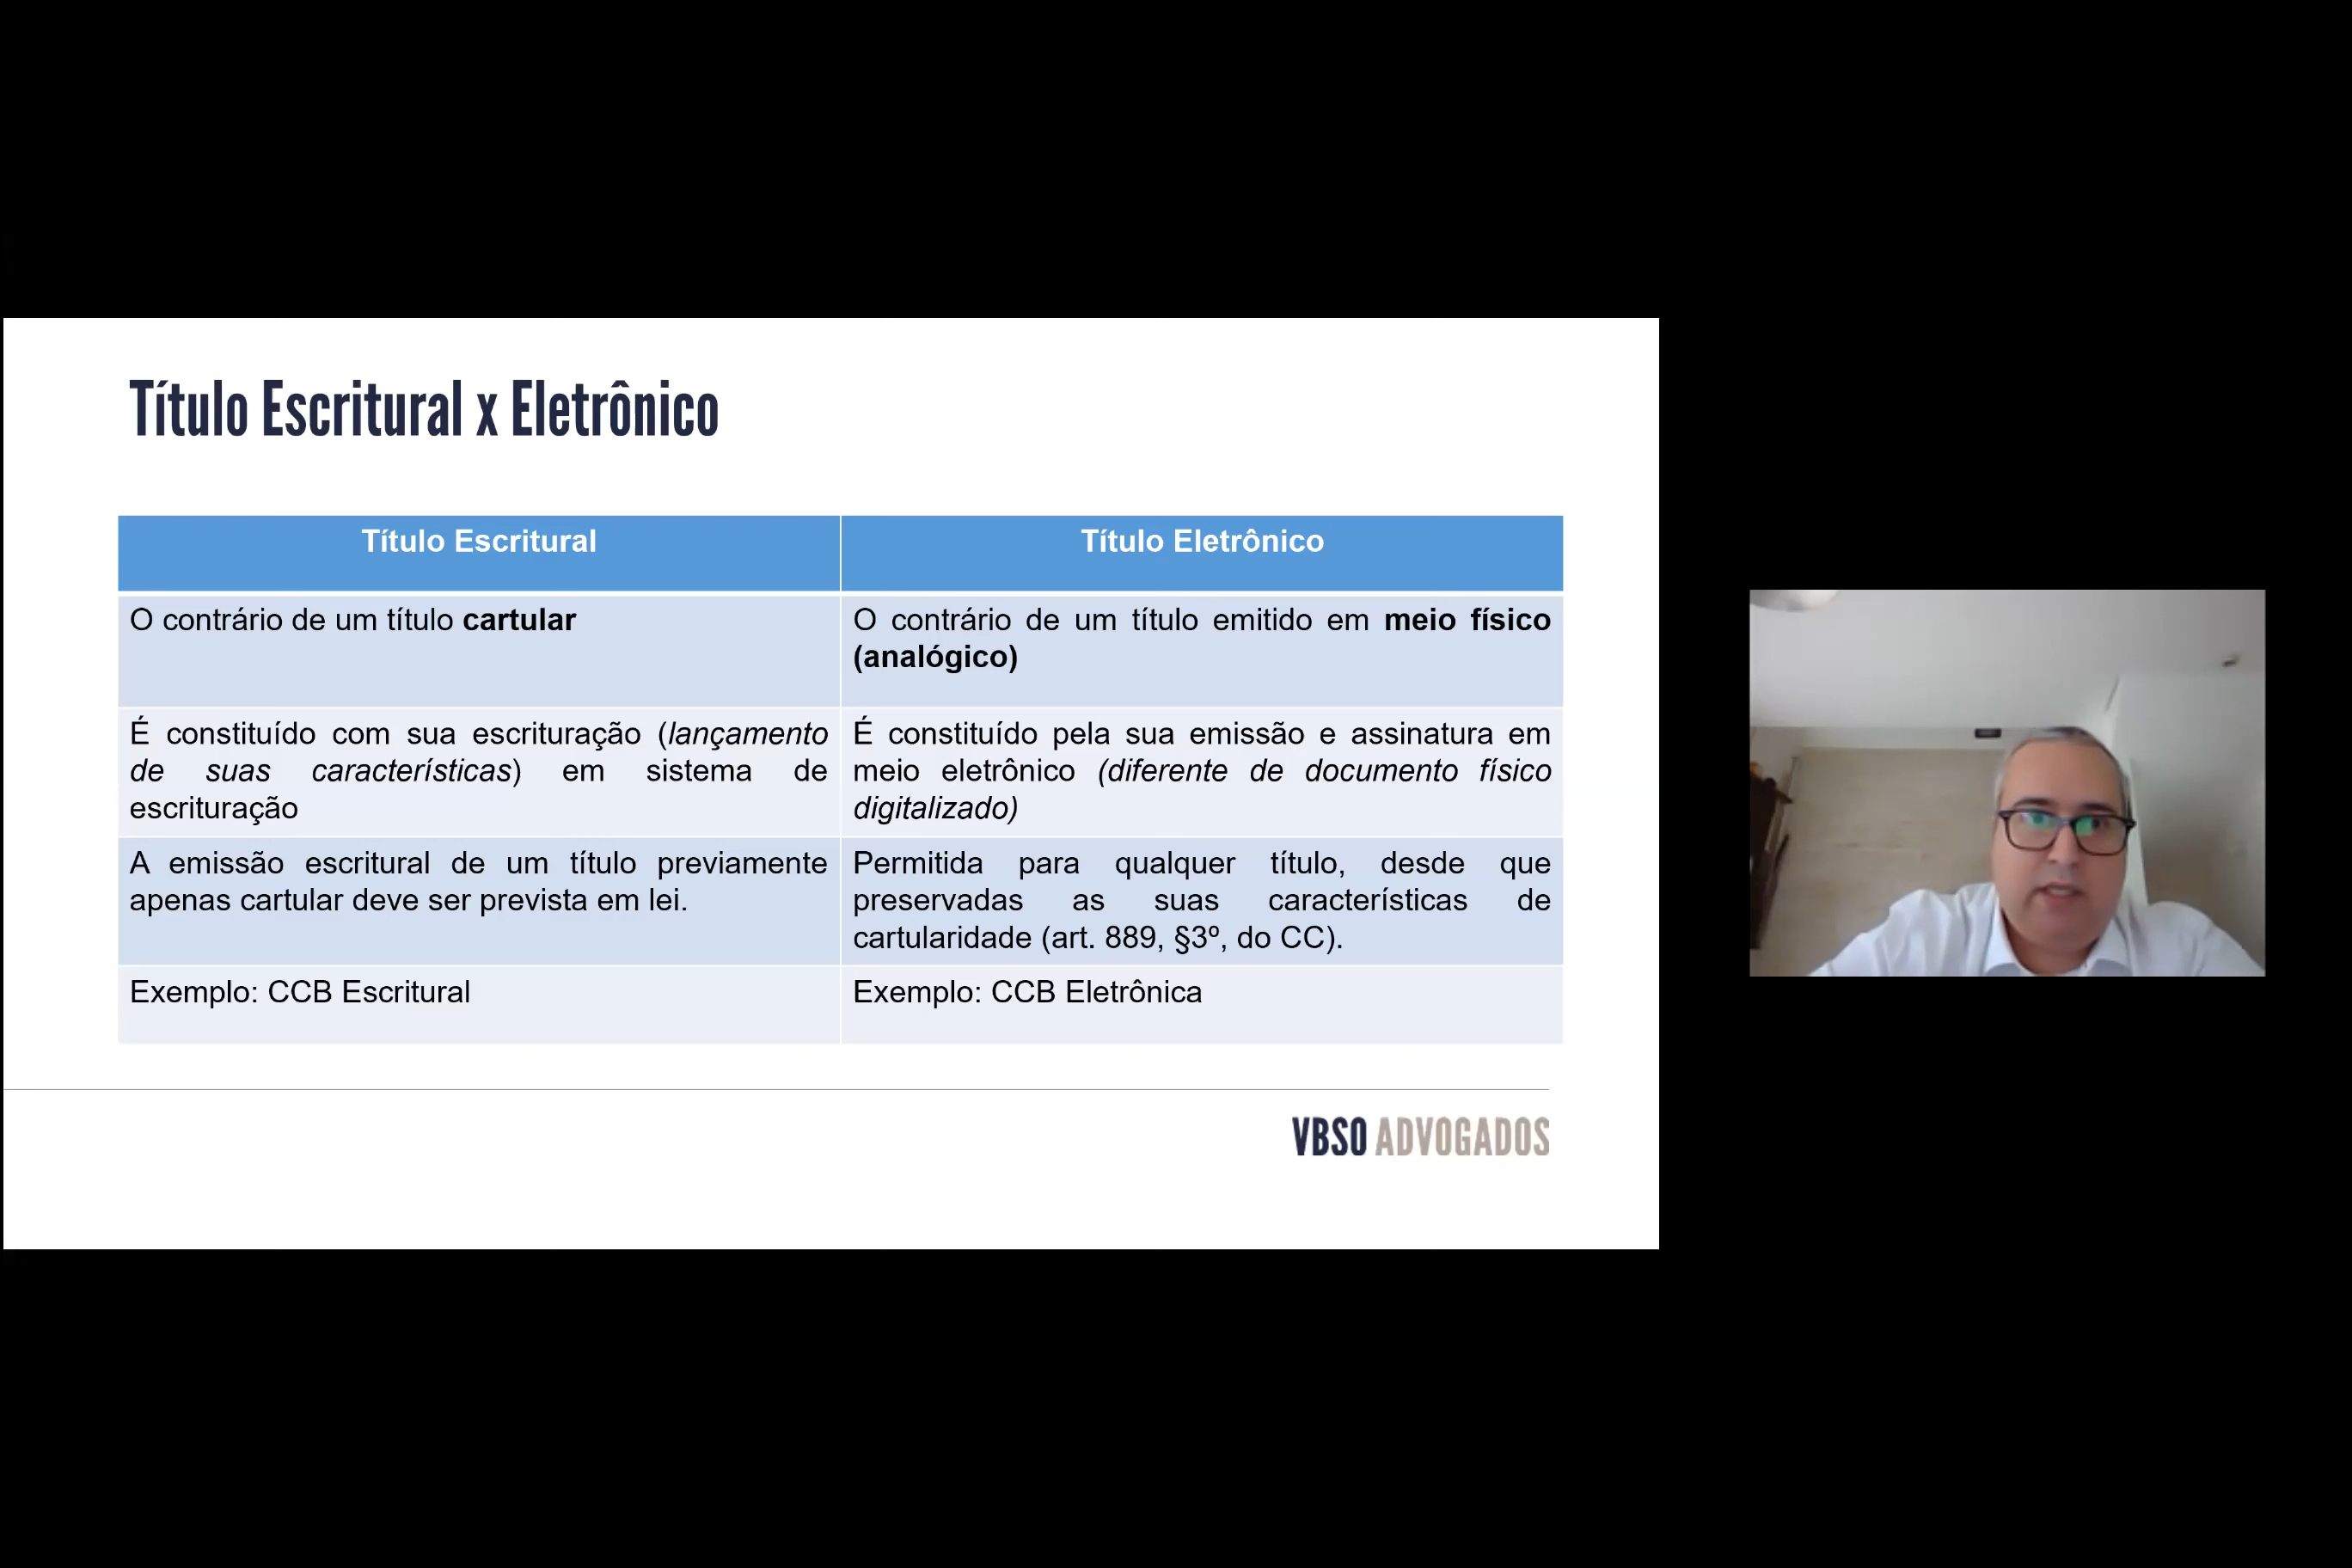 Título Escritural x Eletrônico
Título Escritural
Título Eletrônico
O contrário de um título cartular
O contrário de um título emitido em meio físico
(analógico)
É constituído com sua escrituração (lançamento
de suas características) em sistema de
escrituração
É constituído pela sua emissão e assinatura em
meio eletrônico (diferente de documento físico
digitalizado)
A emissão escritural de um título previamente
apenas cartular deve ser prevista em lei.
Permitida para qualquer título, desde que
preservadas as suas características de
cartularidade (art. 889, §3º, do CC).
Exemplo: CCB Escritural
Exemplo: CCB Eletrônica
VBSO ADVOGADOS